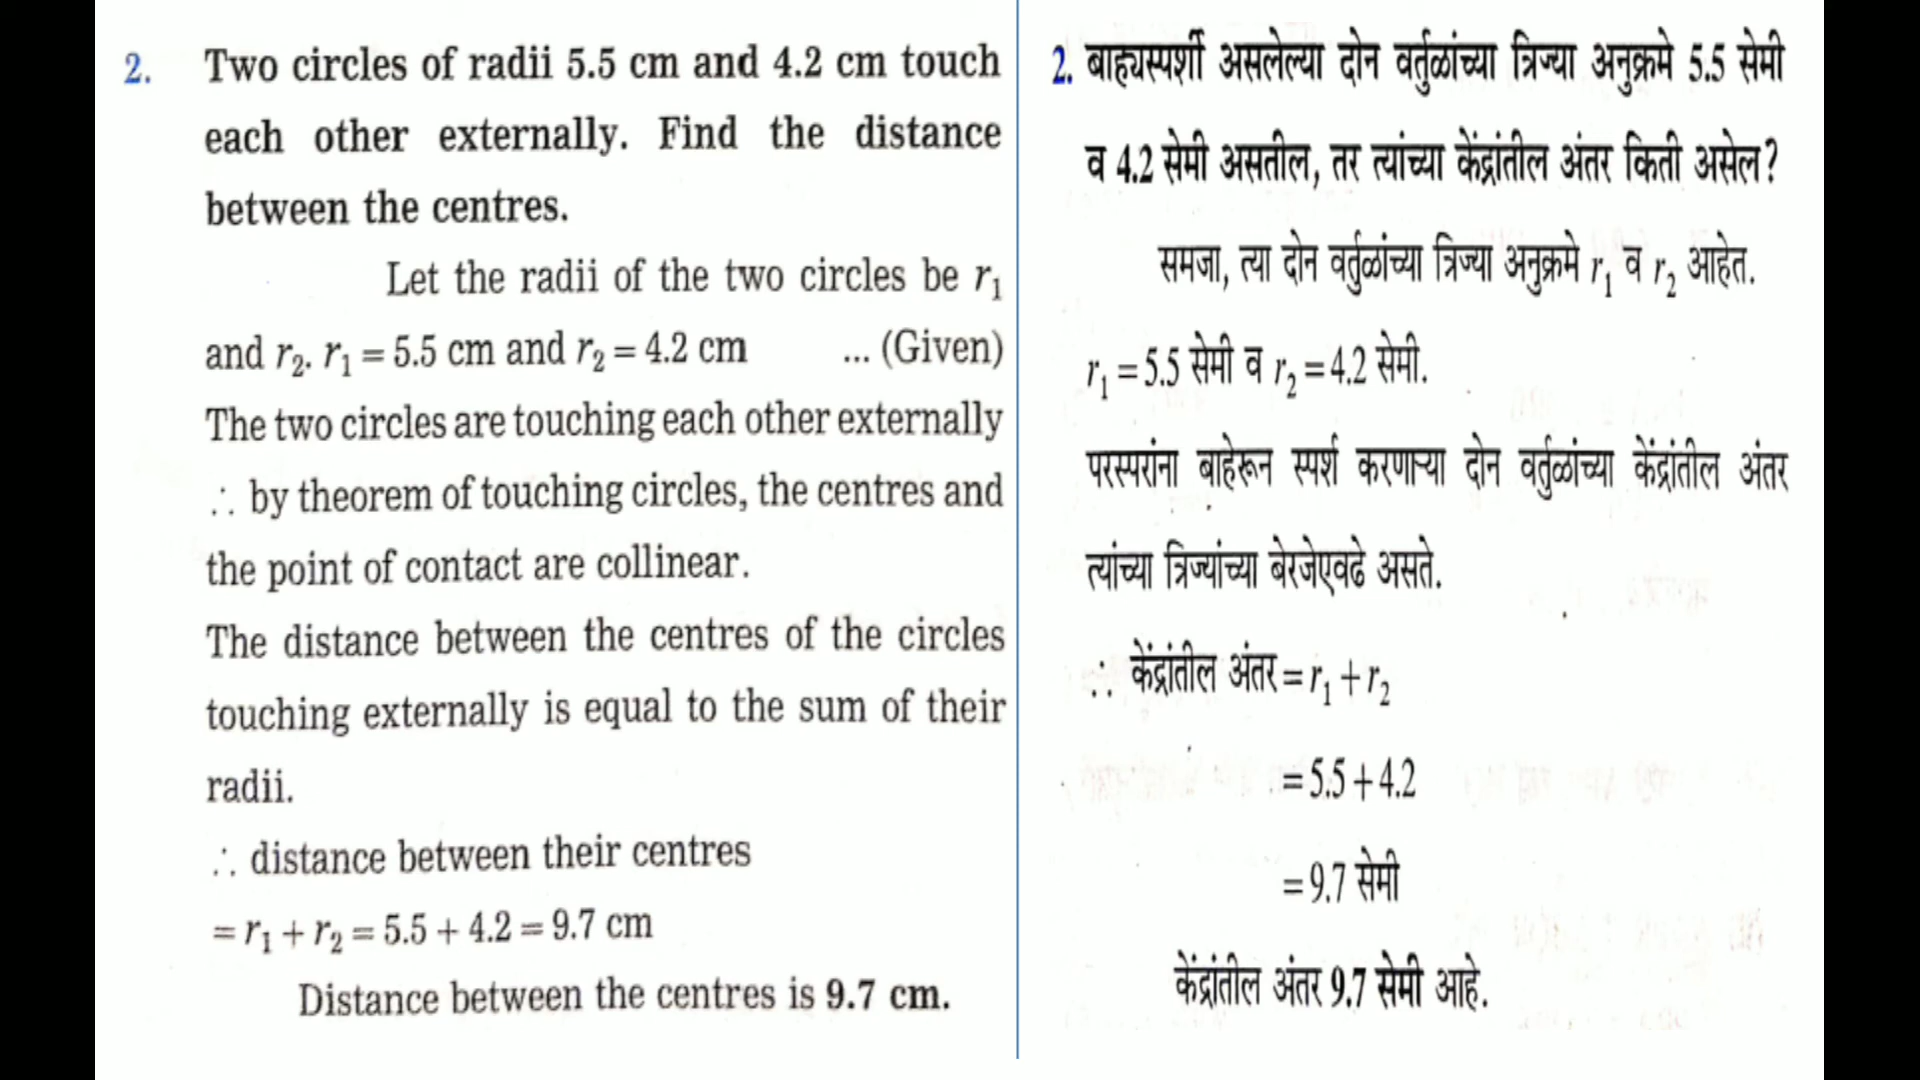 2. Two circles of radii 5.5 cm and 4.2 cm touch
each other externally. Find the distance
between the centres.
Let the radii of the two circles be r₁
and r₂. r₁ = 5.5 cm and r₂ = 4.2 cm ... (Given)
The two circles are touching each other externally
∴ by theorem of touching circles, the centres and
the point of contact are collinear.
The distance between the centres of the circles
touching externally is equal to the sum of their
radii.
∴ distance between their centres
= r₁ + r₂ = 5.5 + 4.2 = 9.7 cm
Distance between the centres is 9.7 cm.
2. बाह्यस्पर्शी असलेल्या दोन वर्तुळांच्या त्रिज्या अनुक्रमे 5.5 सेमी
व 4.2 सेमी असतील, तर त्यांच्या केंद्रांतील अंतर किती असेल?
समजा, त्या दोन वर्तुळांच्या त्रिज्या अनुक्रमे r₁ व r₂ आहेत.
r₁ = 5.5 सेमी व r₂ = 4.2 सेमी.
परस्परांना बाहेरून स्पर्श करणाऱ्या दोन वर्तुळांच्या केंद्रांतील अंतर
त्यांच्या त्रिज्यांच्या बेरजेएवढे असते.
∴ केंद्रांतील अंतर = r₁ + r₂
= 5.5 + 4.2
= 9.7 सेमी
केंद्रांतील अंतर 9.7 सेमी आहे.